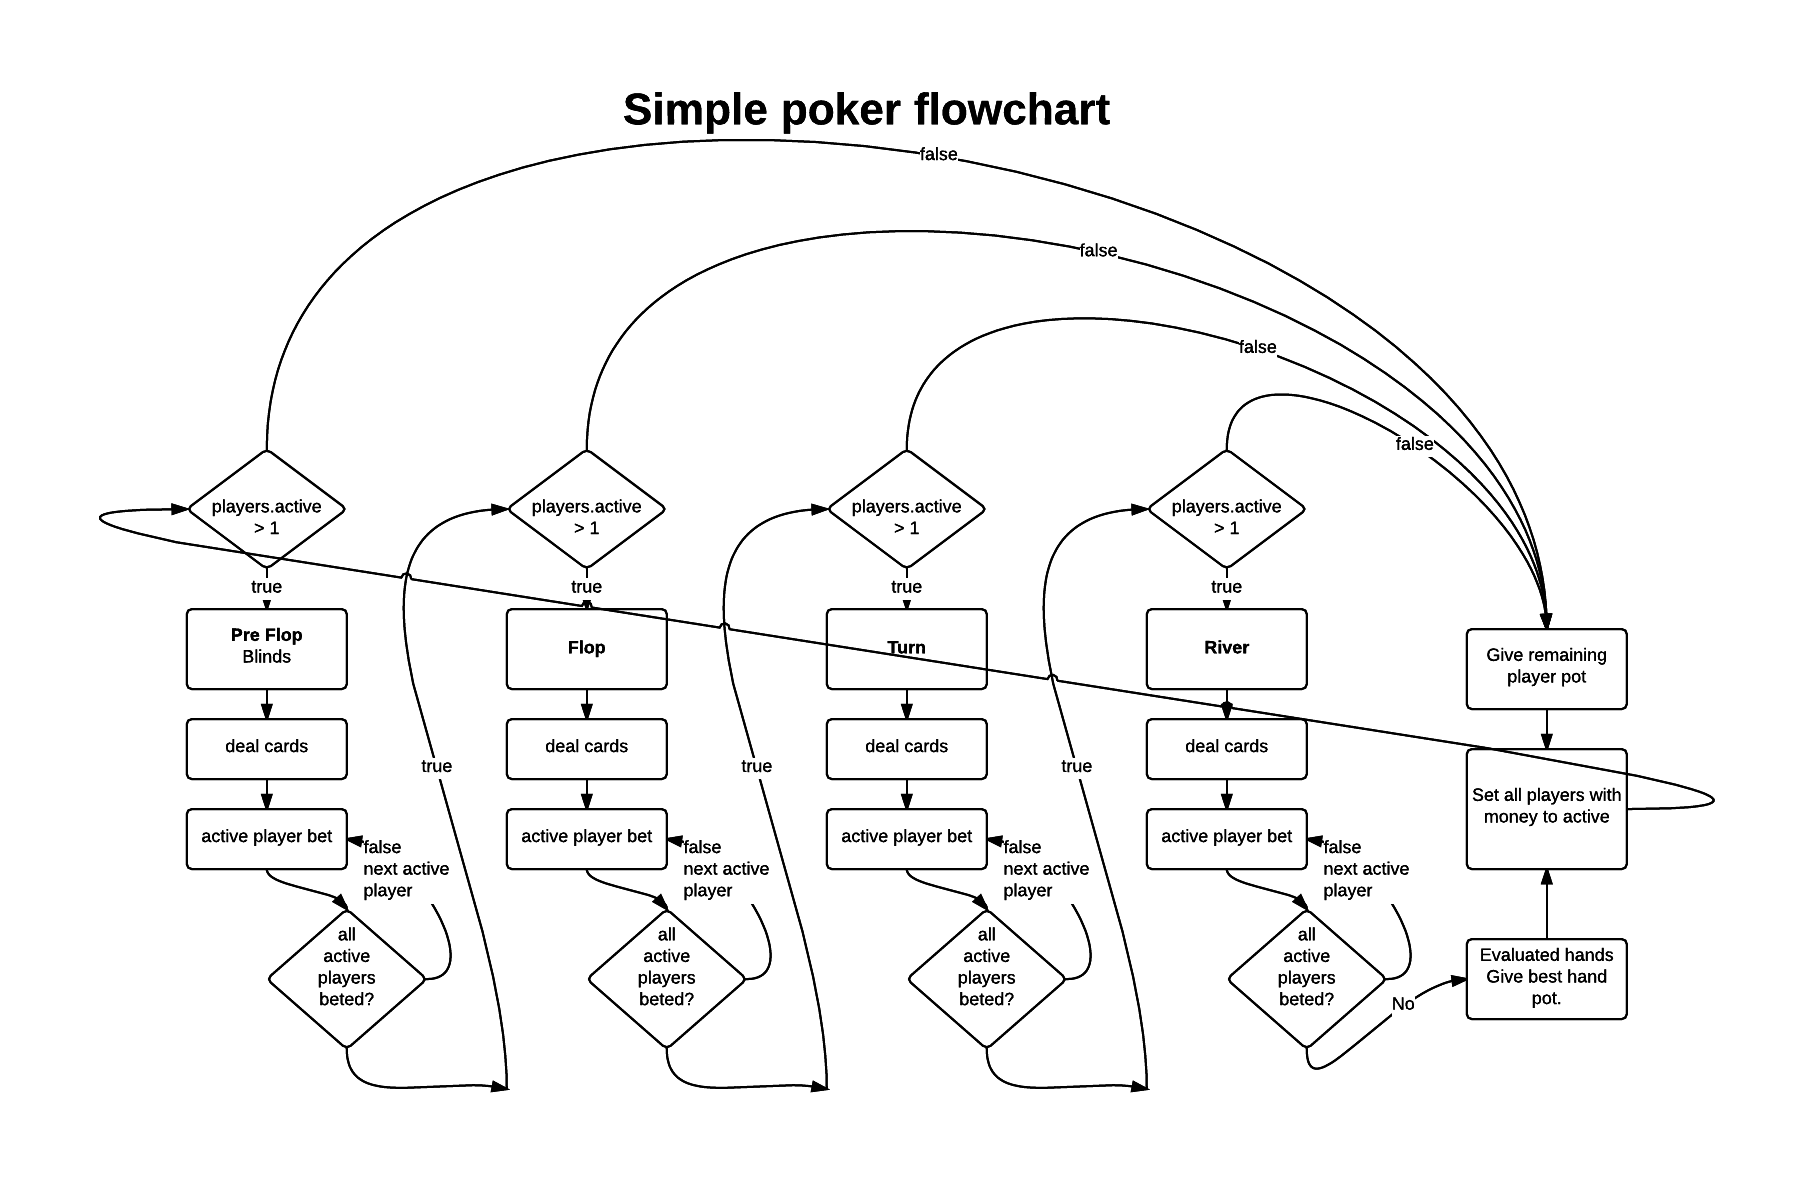 Simple poker flowchart
false
false
false
false
players.active
> 1
players.active
> 1
players.active
> 1
players.active
> 1
true
true
true
true
Pre Flop
Blinds
Flop
Turn
River
Give remaining
player pot
deal cards
deal cards
deal cards
deal cards
true
true
true
Set all players with
money to active
active player bet
active player bet
active player bet
active player bet
false
next active
player
false
next active
player
false
next active
player
false
next active
player
all
active
players
beted?
all
active
players
beted?
all
active
players
beted?
all
active
players
beted?
No
Evaluated hands
Give best hand
pot.